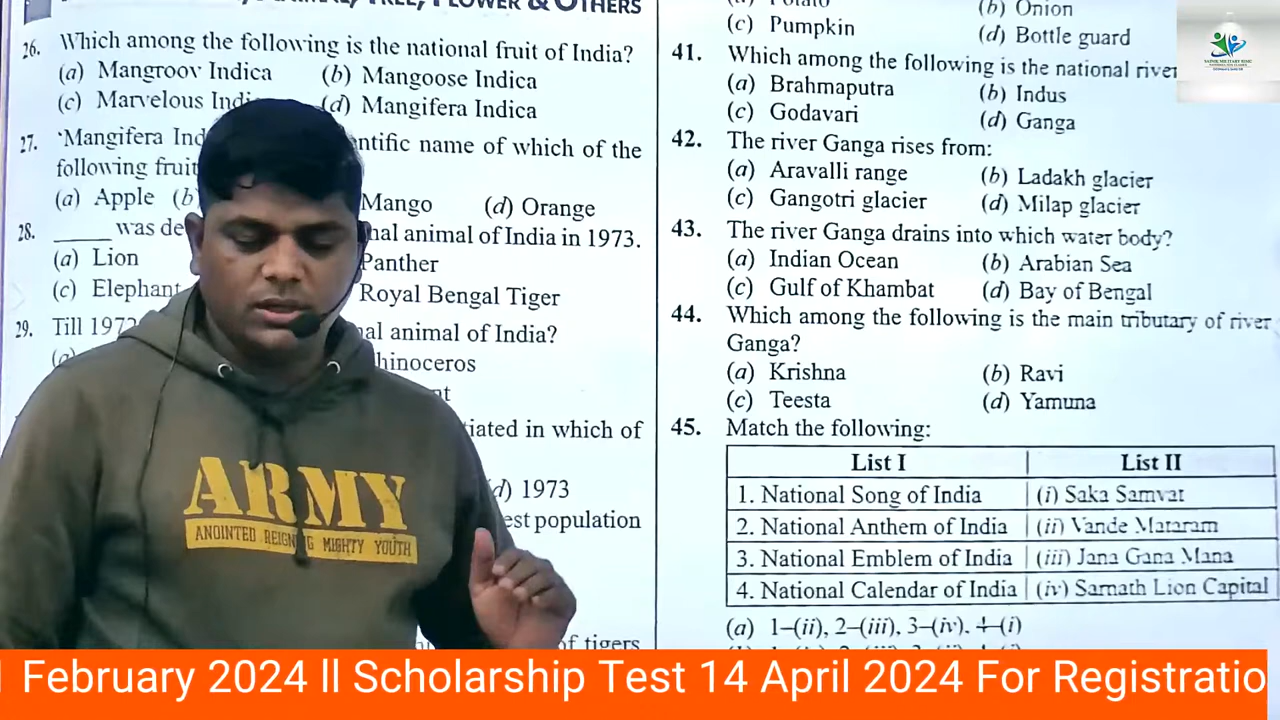 FLOWER & OTHERS
26. Which among the following is the national fruit of India?
(a) Mangroov Indica (b) Mangoose Indica
(c) Marvelous Indi (d) Mangifera Indica
27. ‘Mangifera Ind ntific name of which of the
following fruit
(a) Apple (b) Mango (d) Orange
28. ______ was de nal animal of India in 1973.
(a) Lion Panther
(c) Elephant Royal Bengal Tiger
29. Till 1972 nal animal of India?
hinoceros
nt
iated in which of
(d) 1973
est population
of tigers
(b) Onion
(c) Pumpkin (d) Bottle guard
41. Which among the following is the national river
(a) Brahmaputra (b) Indus
(c) Godavari (d) Ganga
42. The river Ganga rises from:
(a) Aravalli range (b) Ladakh glacier
(c) Gangotri glacier (d) Milap glacier
43. The river Ganga drains into which water body?
(a) Indian Ocean (b) Arabian Sea
(c) Gulf of Khambat (d) Bay of Bengal
44. Which among the following is the main tributary of river
Ganga?
(a) Krishna (b) Ravi
(c) Teesta (d) Yamuna
45. Match the following:
List I List II
1. National Song of India (i) Saka Samvat
2. National Anthem of India (ii) Vande Mataram
3. National Emblem of India (iii) Jana Gana Mana
4. National Calendar of India (iv) Sarnath Lion Capital
(a) 1–(ii), 2–(iii), 3–(iv), 4–(i)
ARMY
ANOINTED REIGNING MIGHTY YOUTH
February 2024 ll Scholarship Test 14 April 2024 For Registratio